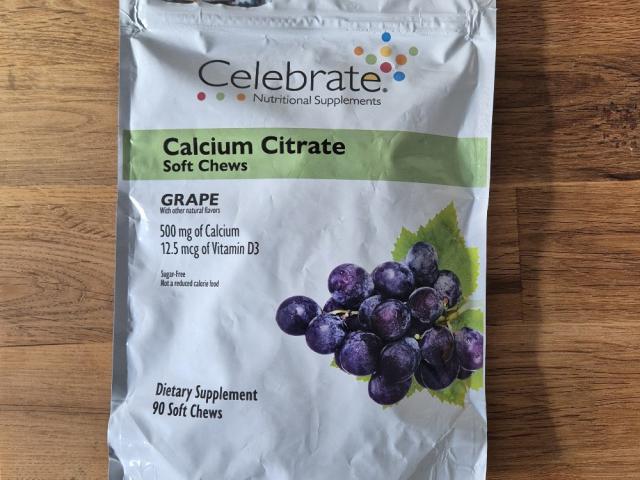 Celebrate®
Nutritional Supplements
Calcium Citrate
Soft Chews
GRAPE
With other natural flavors
500 mg of Calcium
12.5 mcg of Vitamin D3
Sugar-Free
Not a reduced calorie food
Dietary Supplement
90 Soft Chews